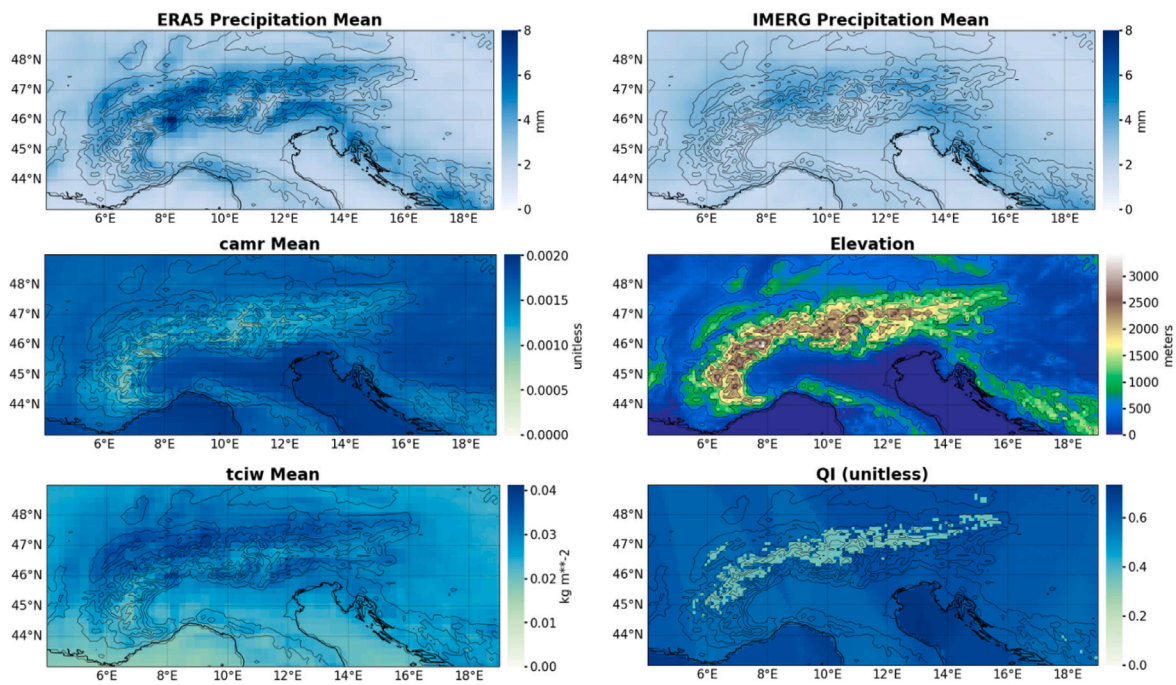 ERA5 Precipitation Mean
48°N
47°N
46°N
45°N
44°N
6°E 8°E 10°E 12°E 14°E 16°E 18°E
8
6
4
2
0
mm
IMERG Precipitation Mean
48°N
47°N
46°N
45°N
44°N
6°E 8°E 10°E 12°E 14°E 16°E 18°E
8
6
4
2
0
mm
camr Mean
48°N
47°N
46°N
45°N
44°N
6°E 8°E 10°E 12°E 14°E 16°E 18°E
0.0020
0.0015
0.0010
0.0005
0.0000
unitless
Elevation
48°N
47°N
46°N
45°N
44°N
6°E 8°E 10°E 12°E 14°E 16°E 18°E
3000
2500
2000
1500
1000
500
0
meters
tciw Mean
48°N
47°N
46°N
45°N
44°N
6°E 8°E 10°E 12°E 14°E 16°E 18°E
0.04
0.03
0.02
0.01
0.00
kg m**-2
QI (unitless)
48°N
47°N
46°N
45°N
44°N
6°E 8°E 10°E 12°E 14°E 16°E 18°E
0.6
0.4
0.2
0.0